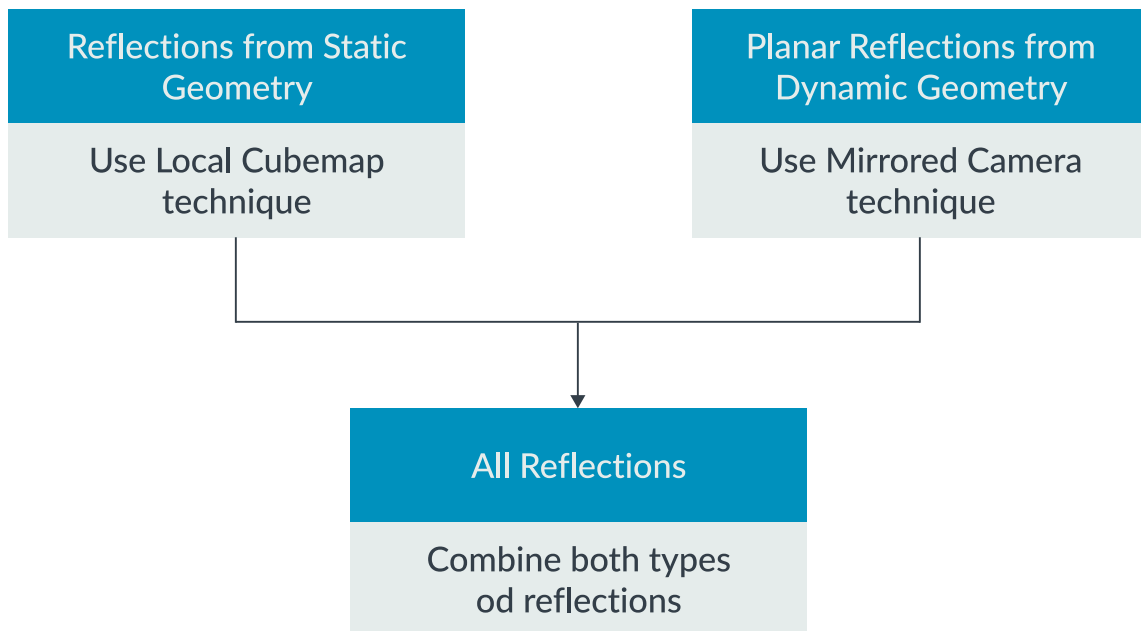 Reflections from Static
Geometry
Use Local Cubemap
technique
Planar Reflections from
Dynamic Geometry
Use Mirrored Camera
technique
All Reflections
Combine both types
od reflections